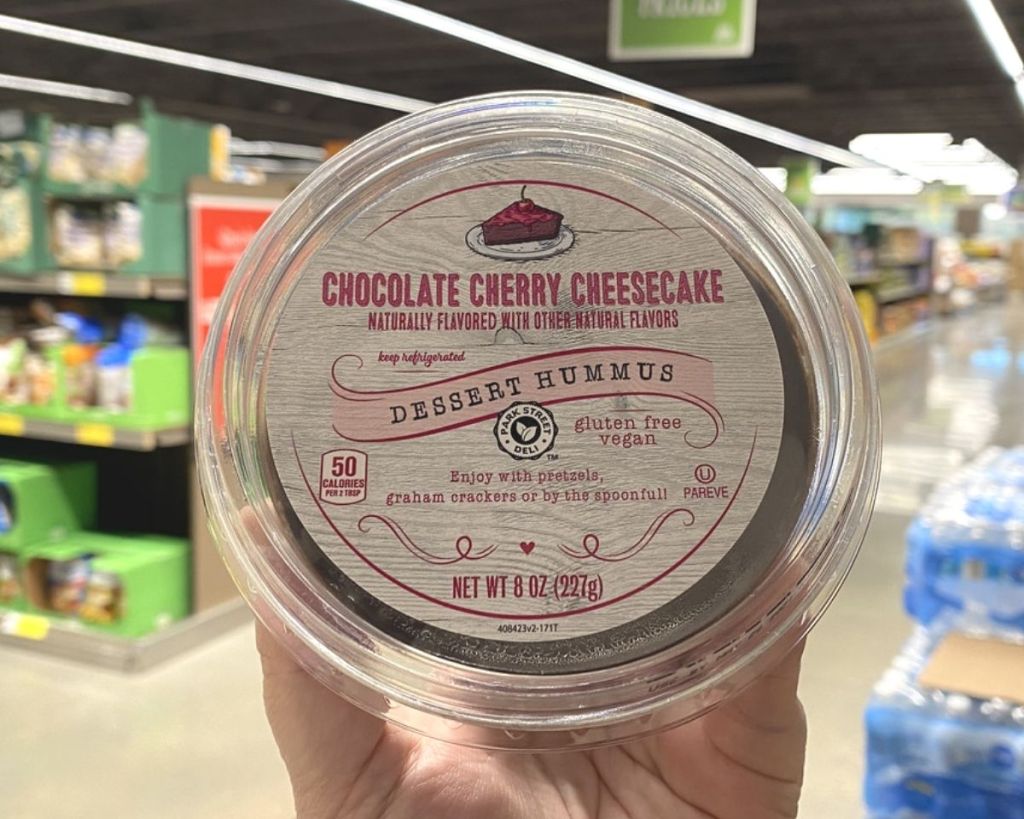 CHOCOLATE CHERRY CHEESECAKE
NATURALLY FLAVORED WITH OTHER NATURAL FLAVORS
keep refrigerated
DESSERT HUMMUS
PARK STREET
DELI
TM
gluten free
vegan
50
CALORIES
PER 2 TBSP
Enjoy with pretzels,
graham crackers or by the spoonful!
U
PAREVE
NET WT 8 OZ (227g)
408423v2-171T